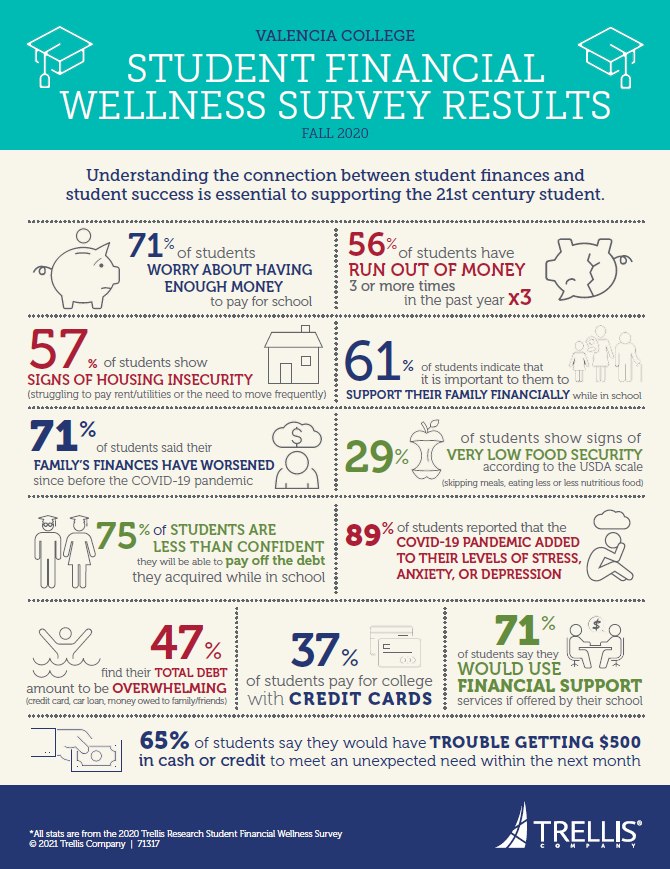 VALENCIA COLLEGE
STUDENT FINANCIAL
WELLNESS SURVEY RESULTS
FALL 2020
Understanding the connection between student finances and
student success is essential to supporting the 21st century student.
71% of students
WORRY ABOUT HAVING
ENOUGH MONEY
to pay for school
56% of students have
RUN OUT OF MONEY
3 or more times
in the past year x3
57% of students show
SIGNS OF HOUSING INSECURITY
(struggling to pay rent/utilities or the need to move frequently)
61% of students indicate that
it is important to them to
SUPPORT THEIR FAMILY FINANCIALLY while in school
71% of students said their
FAMILY'S FINANCES HAVE WORSENED
since before the COVID-19 pandemic
$
29% of students show signs of
VERY LOW FOOD SECURITY
according to the USDA scale
(skipping meals, eating less or less nutritious food)
75% of STUDENTS ARE
LESS THAN CONFIDENT
they will be able to pay off the debt
they acquired while in school
89% of students reported that the
COVID-19 PANDEMIC ADDED
TO THEIR LEVELS OF STRESS,
ANXIETY, OR DEPRESSION
47%
find their TOTAL DEBT
amount to be OVERWHELMING
(credit card, car loan, money owed to family/friends)
37%
of students pay for college
with CREDIT CARDS
71%
$
of students say they
WOULD USE
FINANCIAL SUPPORT
services if offered by their school
65% of students say they would have TROUBLE GETTING $500
in cash or credit to meet an unexpected need within the next month
*All stats are from the 2020 Trellis Research Student Financial Wellness Survey
© 2021 Trellis Company | 71317
TRELLIS®
COMPANY